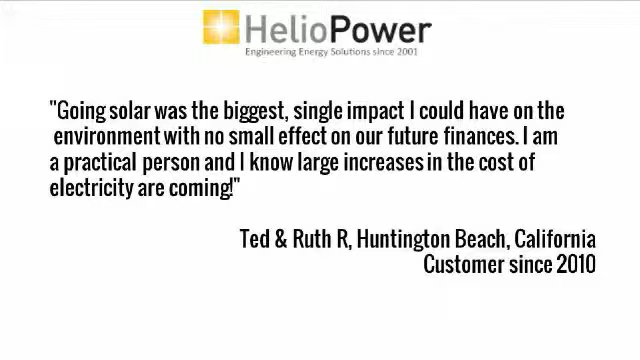 HelioPower
Engineering Energy Solutions since 2001
"Going solar was the biggest, single impact I could have on the
environment with no small effect on our future finances. I am
a practical person and I know large increases in the cost of
electricity are coming!"
Ted & Ruth R, Huntington Beach, California
Customer since 2010